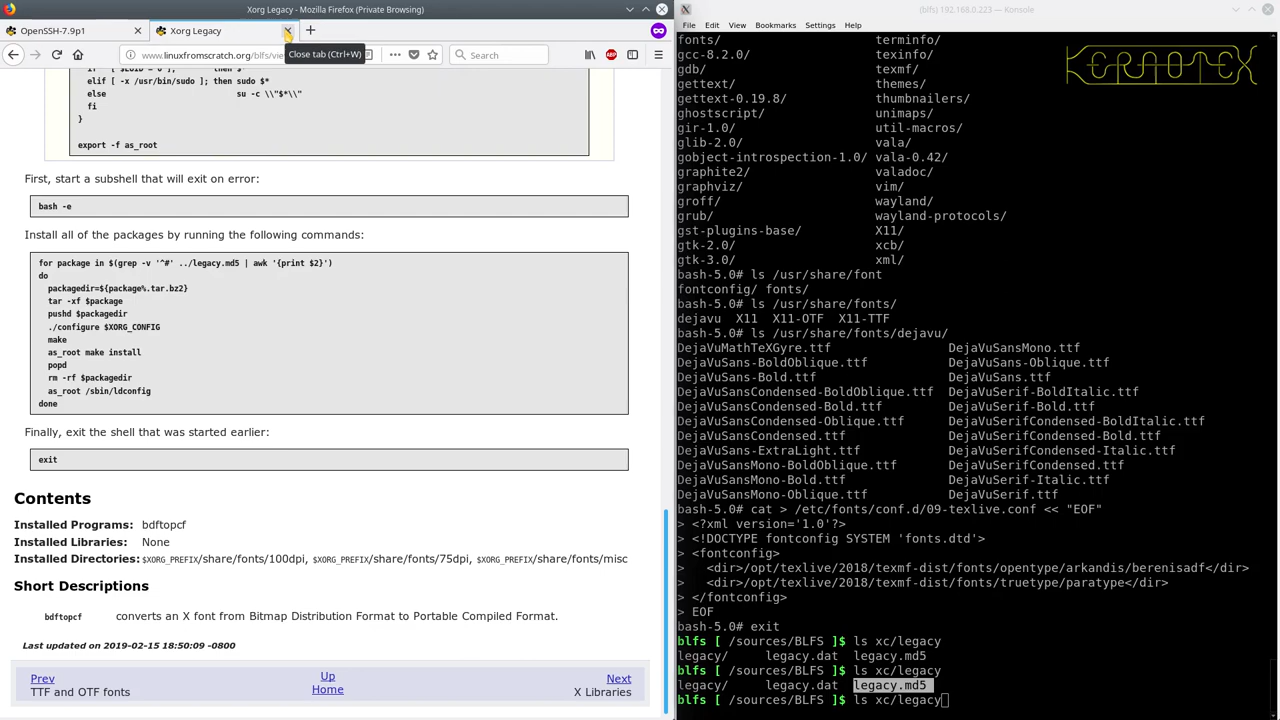 Xorg Legacy - Mozilla Firefox (Private Browsing)
OpenSSH-7.9p1
Xorg Legacy
Close tab (Ctrl+W)
www.linuxfromscratch.org/blfs/vie
Search
elif [ -x /usr/bin/sudo ]; then sudo $*
else su -c \\"$*\\"
fi
}
export -f as_root
First, start a subshell that will exit on error:
bash -e
Install all of the packages by running the following commands:
for package in $(grep -v '^#' ../legacy.md5 | awk '{print $2}')
do
packagedir=${package%.tar.bz2}
tar -xf $package
pushd $packagedir
./configure $XORG_CONFIG
make
as_root make install
popd
rm -rf $packagedir
as_root /sbin/ldconfig
done
Finally, exit the shell that was started earlier:
exit
Contents
Installed Programs: bdftopcf
Installed Libraries: None
Installed Directories: $XORG_PREFIX/share/fonts/100dpi, $XORG_PREFIX/share/fonts/75dpi, $XORG_PREFIX/share/fonts/misc
Short Descriptions
bdftopcf converts an X font from Bitmap Distribution Format to Portable Compiled Format.
Last updated on 2019-02-15 18:50:09 -0800
Prev Up Next
TTF and OTF fonts Home X Libraries
(blfs) 192.168.0.223 — Konsole
File Edit View Bookmarks Settings Help
KERNOTEX
fonts/ terminfo/
gcc-8.2.0/ texinfo/
gdb/ texmf/
gettext/ themes/
gettext-0.19.8/ thumbnailers/
ghostscript/ unimaps/
gir-1.0/ util-macros/
glib-2.0/ vala/
gobject-introspection-1.0/ vala-0.42/
graphite2/ valadoc/
graphviz/ vim/
groff/ wayland/
grub/ wayland-protocols/
gst-plugins-base/ X11/
gtk-2.0/ xcb/
gtk-3.0/ xml/
bash-5.0# ls /usr/share/font
fontconfig/ fonts/
bash-5.0# ls /usr/share/fonts/
dejavu X11 X11-OTF X11-TTF
bash-5.0# ls /usr/share/fonts/dejavu/
DejaVuMathTeXGyre.ttf DejaVuSansMono.ttf
DejaVuSans-BoldOblique.ttf DejaVuSans-Oblique.ttf
DejaVuSans-Bold.ttf DejaVuSans.ttf
DejaVuSansCondensed-BoldOblique.ttf DejaVuSerif-BoldItalic.ttf
DejaVuSansCondensed-Bold.ttf DejaVuSerif-Bold.ttf
DejaVuSansCondensed-Oblique.ttf DejaVuSerifCondensed-BoldItalic.ttf
DejaVuSansCondensed.ttf DejaVuSerifCondensed-Bold.ttf
DejaVuSans-ExtraLight.ttf DejaVuSerifCondensed-Italic.ttf
DejaVuSansMono-BoldOblique.ttf DejaVuSerifCondensed.ttf
DejaVuSansMono-Bold.ttf DejaVuSerif-Italic.ttf
DejaVuSansMono-Oblique.ttf DejaVuSerif.ttf
bash-5.0# cat > /etc/fonts/conf.d/09-texlive.conf << "EOF"
> <?xml version='1.0'?>
> <!DOCTYPE fontconfig SYSTEM 'fonts.dtd'>
> <fontconfig>
> <dir>/opt/texlive/2018/texmf-dist/fonts/opentype/arkandis/berenisadf</dir>
> <dir>/opt/texlive/2018/texmf-dist/fonts/truetype/paratype</dir>
> </fontconfig>
> EOF
bash-5.0# exit
blfs [ /sources/BLFS ]$ ls xc/legacy
legacy/ legacy.dat legacy.md5
blfs [ /sources/BLFS ]$ ls xc/legacy
legacy/ legacy.dat legacy.md5
blfs [ /sources/BLFS ]$ ls xc/legacy